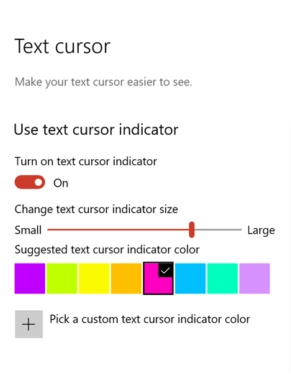 Text cursor
Make your text cursor easier to see.
Use text cursor indicator
Turn on text cursor indicator
On
Change text cursor indicator size
Small Large
Suggested text cursor indicator color
Pick a custom text cursor indicator color